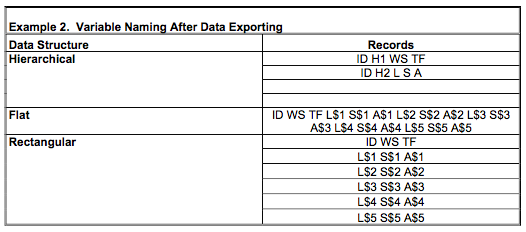 Example 2.  Variable Naming After Data Exporting
Data Structure Records
Hierarchical ID H1 WS TF
ID H2 L S A
Flat ID WS TF L$1 S$1 A$1 L$2 S$2 A$2 L$3 S$3
A$3 L$4 S$4 A$4 L$5 S$5 A$5
Rectangular ID WS TF
L$1 S$1 A$1
L$2 S$2 A$2
L$3 S$3 A$3
L$4 S$4 A$4
L$5 S$5 A$5